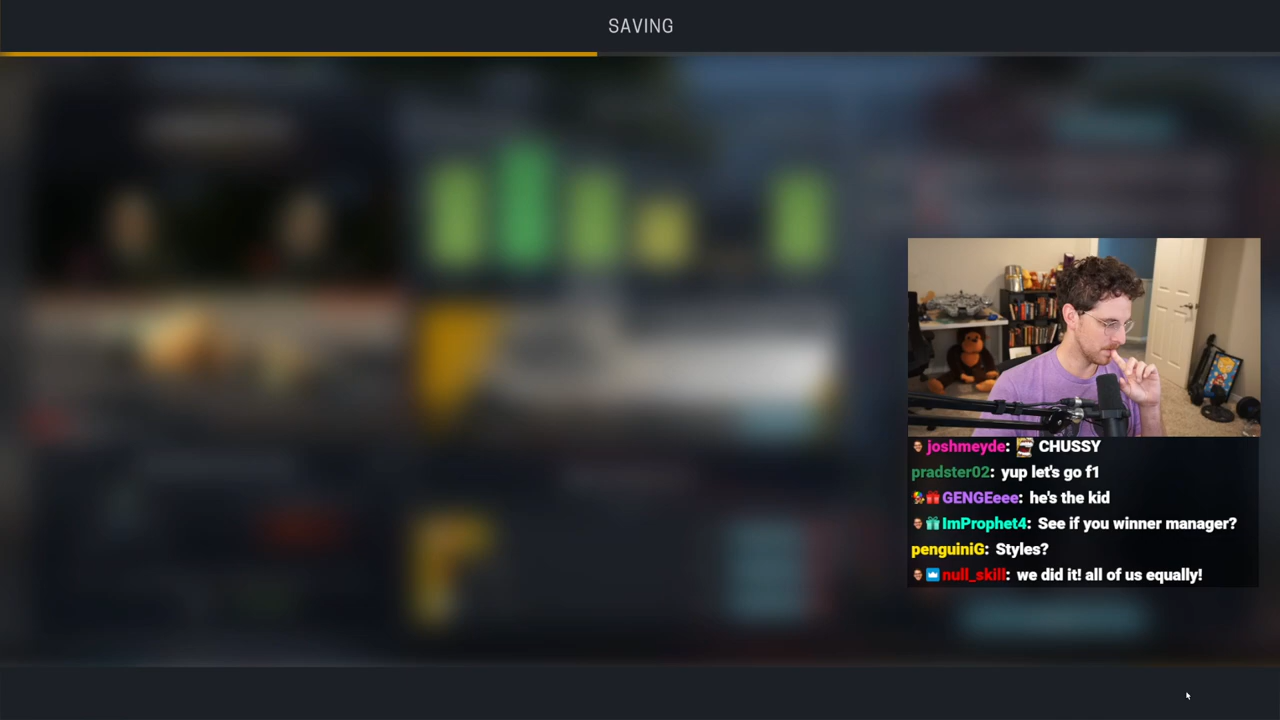 SAVING
joshmeyde: CHUSSY
pradster02: yup let's go f1
GENGEeee: he's the kid
ImProphet4: See if you winner manager?
penguiniG: Styles?
null_skill: we did it! all of us equally!